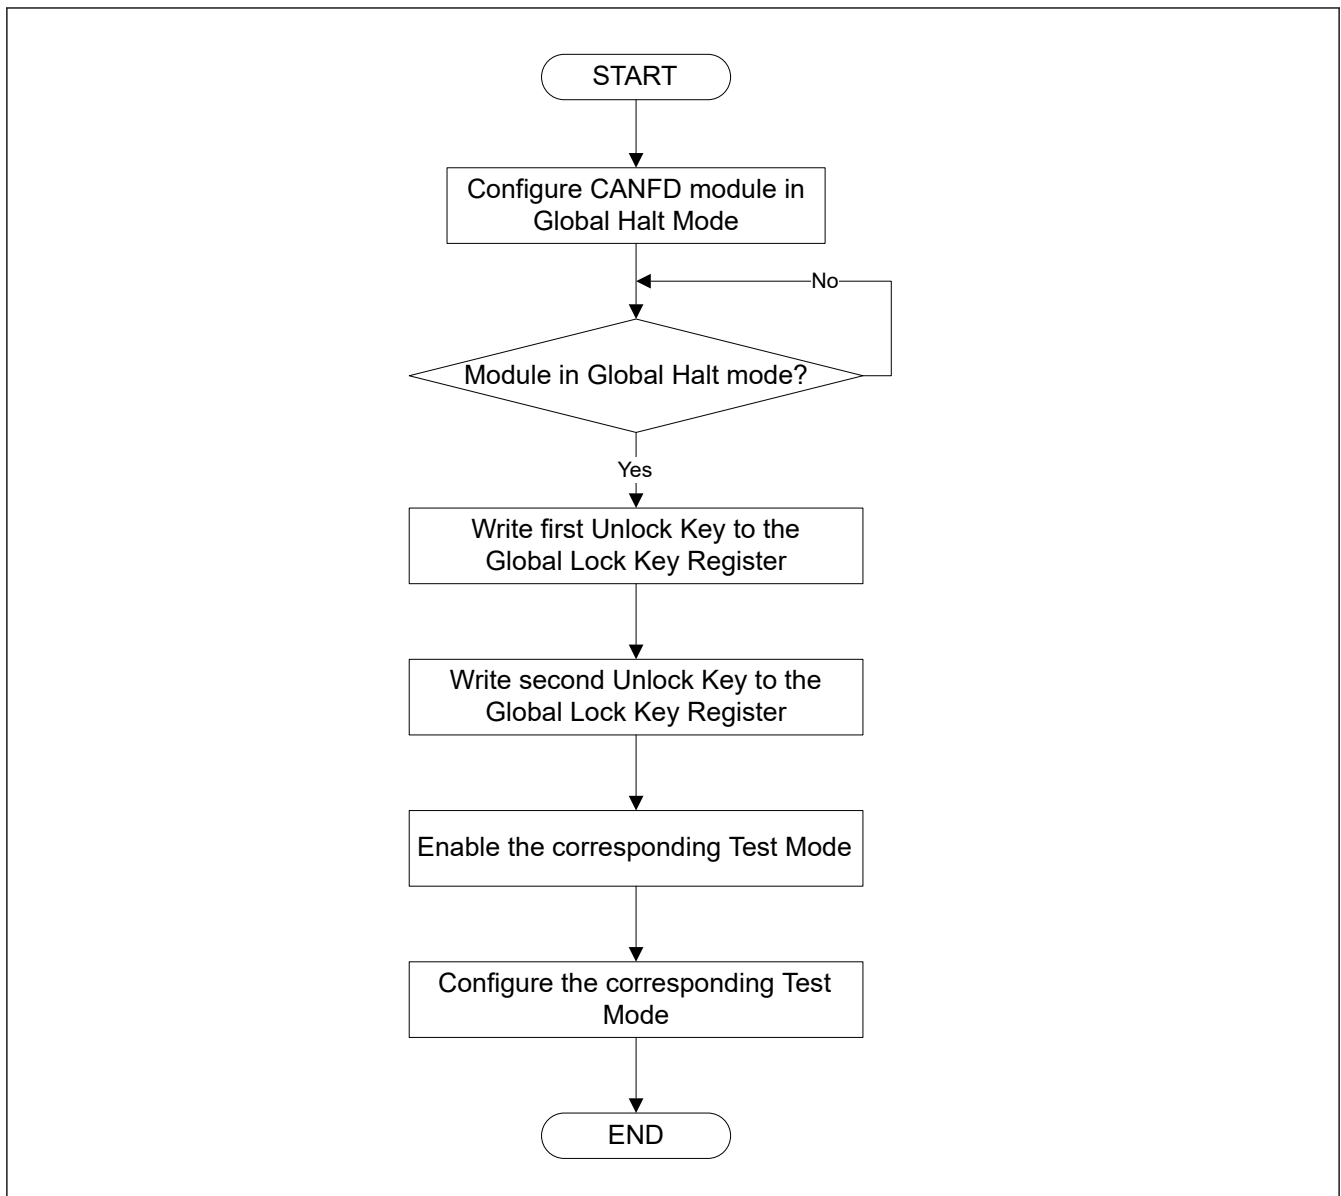 START
Configure CANFD module in
Global Halt Mode
No
Module in Global Halt mode?
Yes
Write first Unlock Key to the
Global Lock Key Register
Write second Unlock Key to the
Global Lock Key Register
Enable the corresponding Test Mode
Configure the corresponding Test
Mode
END